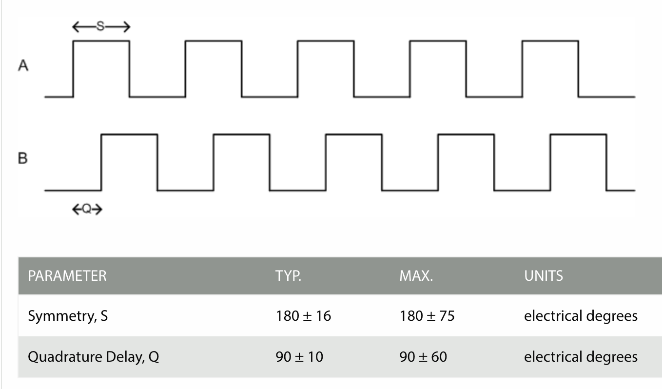 S
A
B
Q
PARAMETER TYP. MAX. UNITS
Symmetry, S 180 ± 16 180 ± 75 electrical degrees
Quadrature Delay, Q 90 ± 10 90 ± 60 electrical degrees